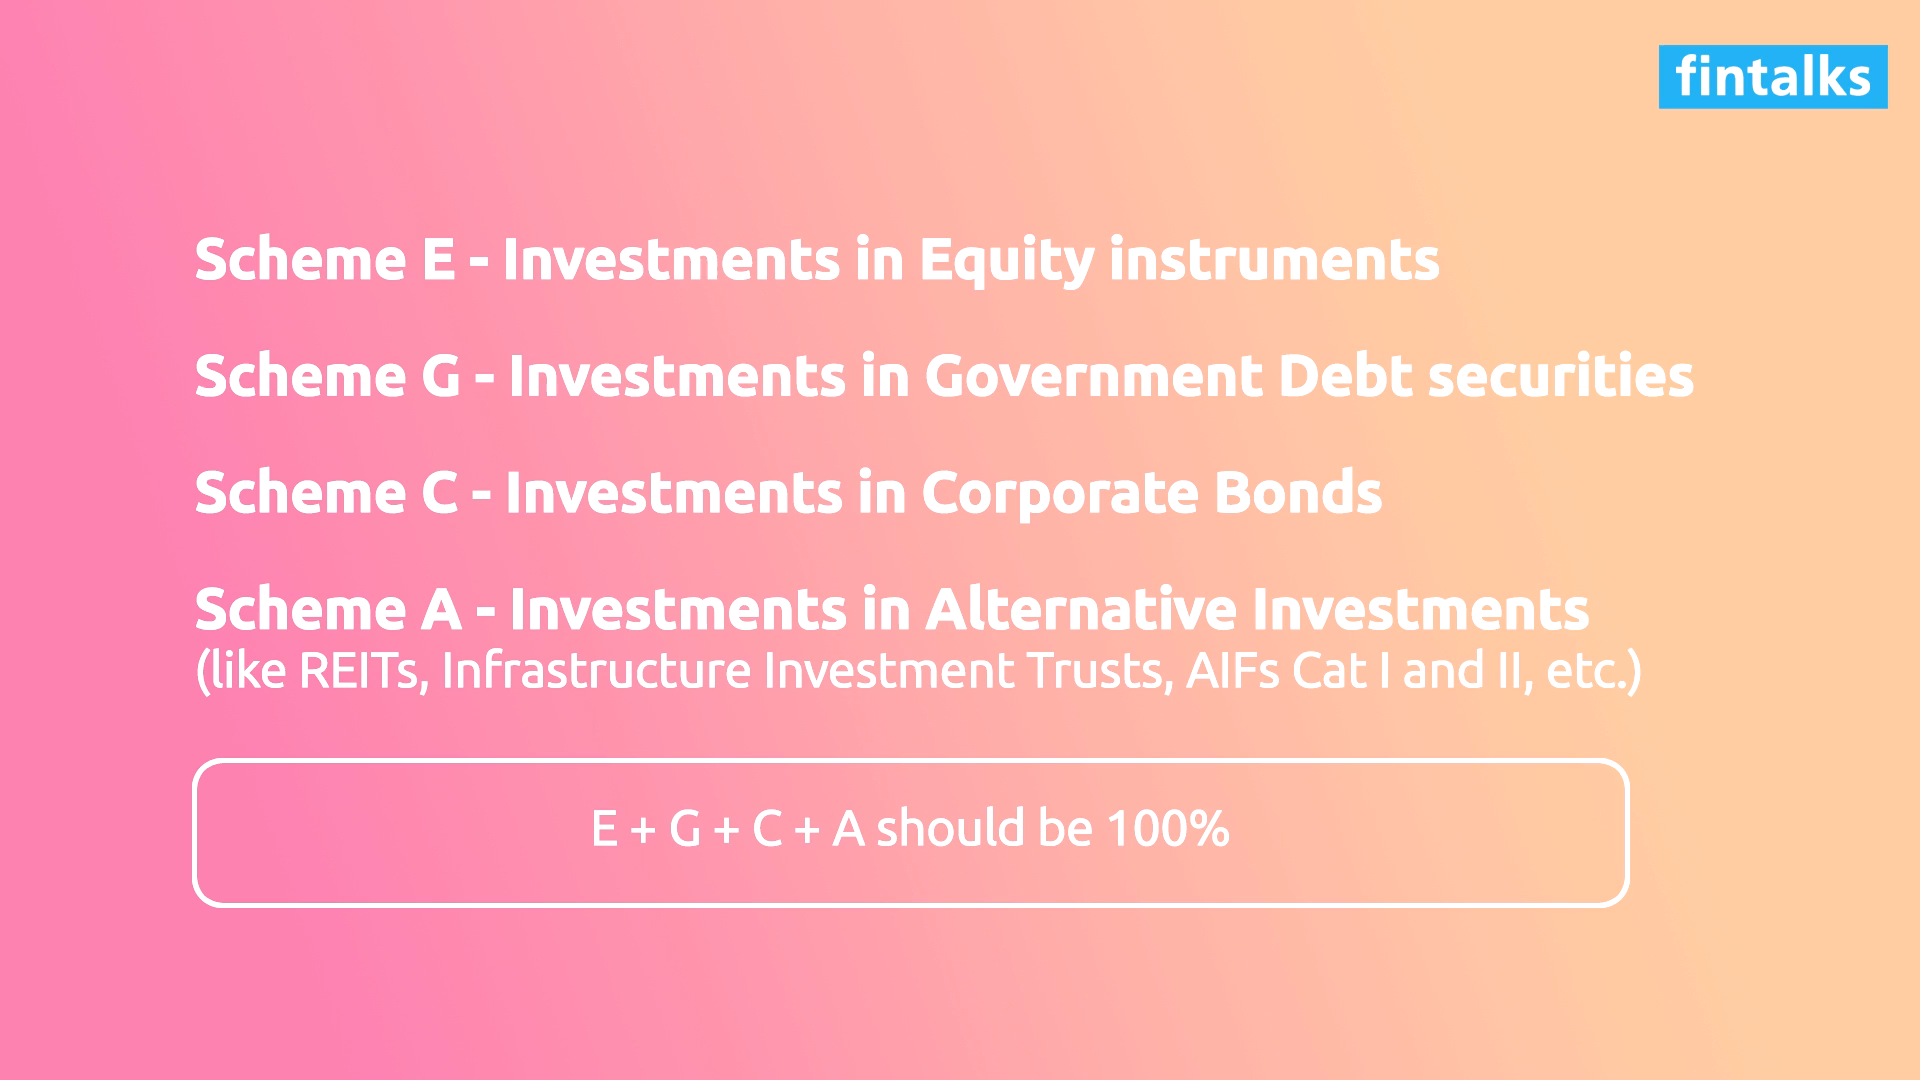 fintalks
Scheme E - Investments in Equity instruments
Scheme G - Investments in Government Debt securities
Scheme C - Investments in Corporate Bonds
Scheme A - Investments in Alternative Investments
(like REITs, Infrastructure Investment Trusts, AIFs Cat I and II, etc.)
E + G + C + A should be 100%